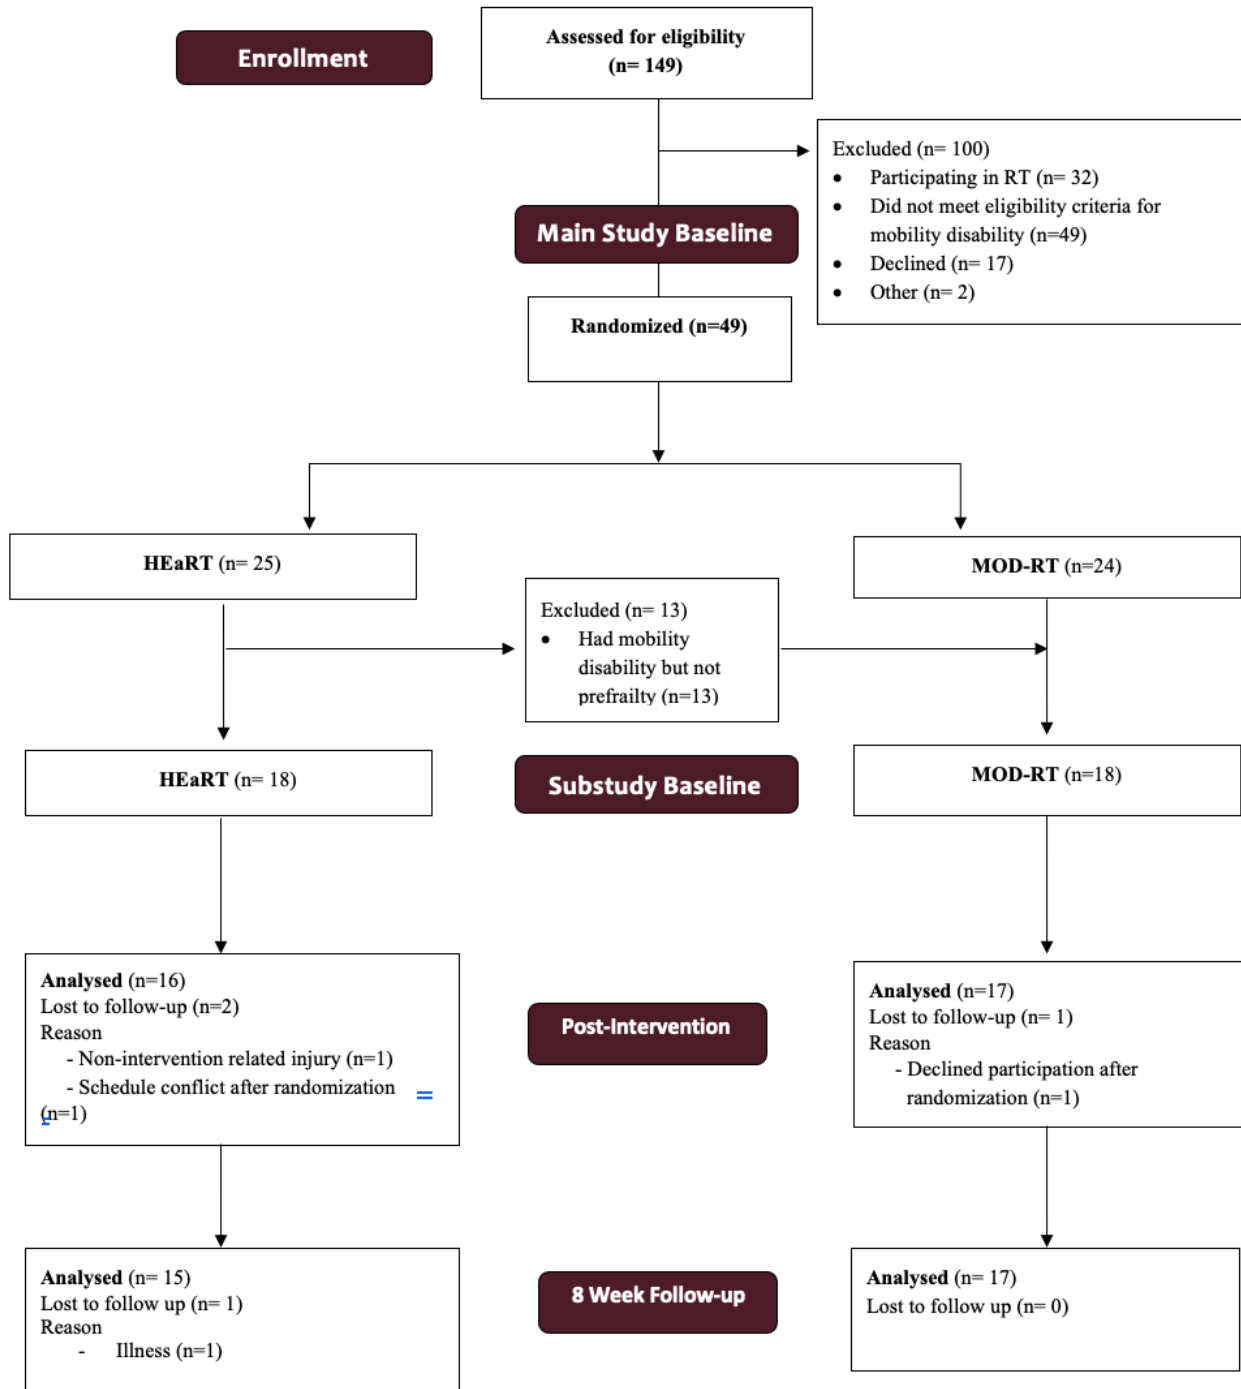 Enrollment
Assessed for eligibility
(n= 149)
Excluded (n= 100)
• Participating in RT (n= 32)
• Did not meet eligibility criteria for
mobility disability (n=49)
• Declined (n= 17)
• Other (n= 2)
Main Study Baseline
Randomized (n=49)
HEaRT (n= 25)
MOD-RT (n=24)
Excluded (n= 13)
• Had mobility
disability but not
prefrailty (n=13)
HEaRT (n= 18)
Substudy Baseline
MOD-RT (n=18)
Analysed (n=16)
Lost to follow-up (n=2)
Reason
- Non-intervention related injury (n=1)
- Schedule conflict after randomization
(n=1)
Post-Intervention
Analysed (n=17)
Lost to follow-up (n= 1)
Reason
- Declined participation after
randomization (n=1)
Analysed (n= 15)
Lost to follow up (n= 1)
Reason
- Illness (n=1)
8 Week Follow-up
Analysed (n= 17)
Lost to follow up (n= 0)